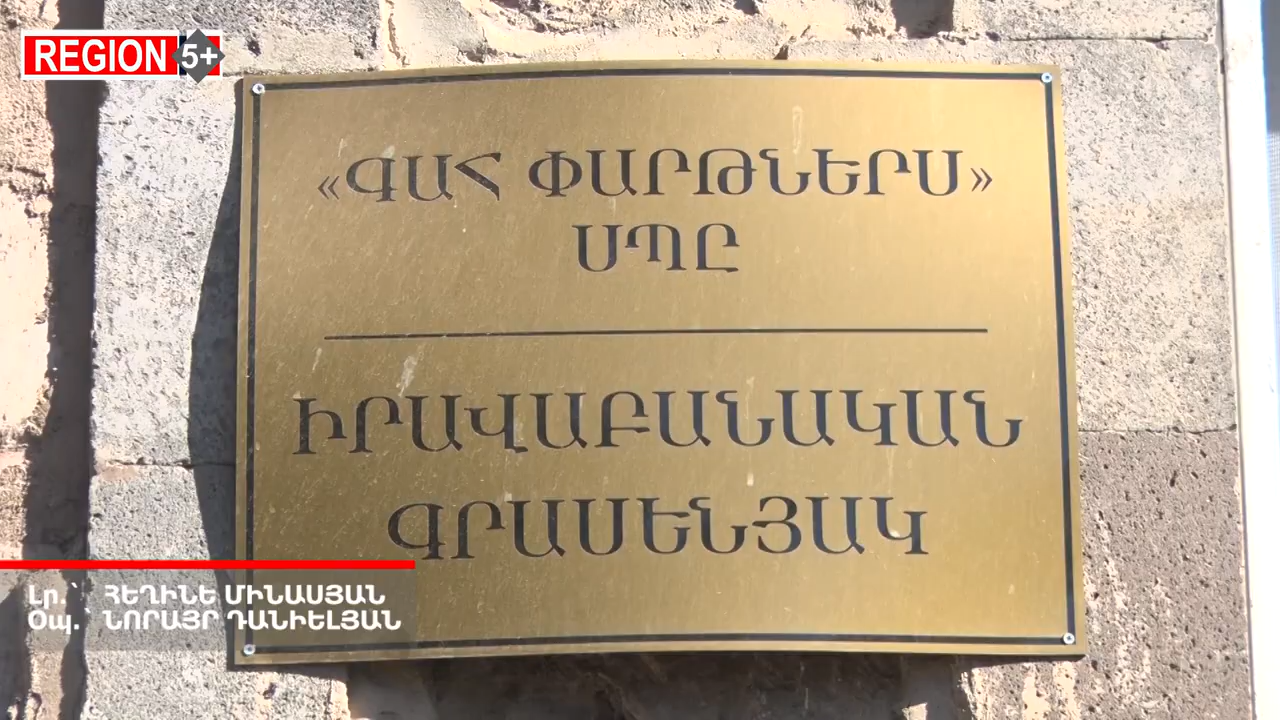 REGION 5+
«ԳԱՀ ՓԱՐԹՆԵՐՍ»
ՍՊԸ
ԻՐԱՎԱԲԱՆԱԿԱՆ
ԳՐԱՍԵՆՅԱԿ
Լր.` ՀԵՂԻՆԵ ՄԻՆԱՍՅԱՆ
Օպ.` ՆՈՐԱՅՐ ԴԱՆԻԵԼՅԱՆ